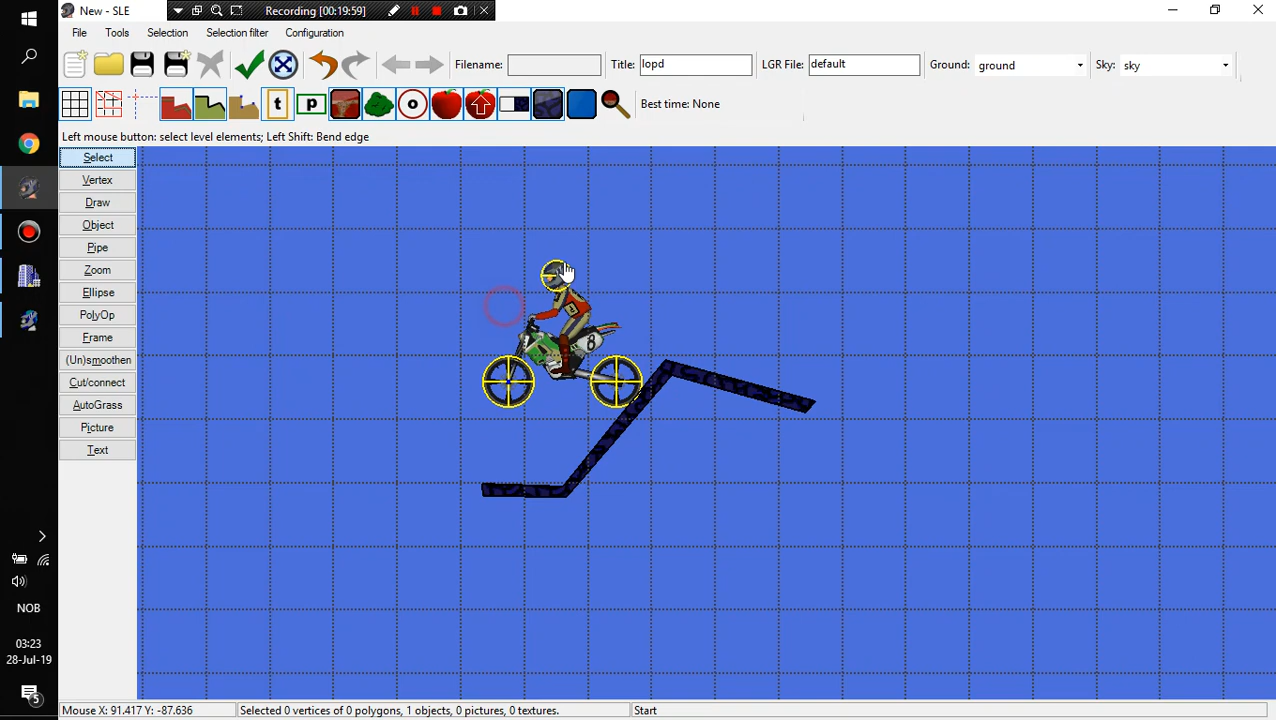 New - SLE
Recording [00:19:59]
File Tools Selection Selection filter Configuration
Filename: Title: lopd LGR File: default Ground: ground Sky: sky
t p o Best time: None
Left mouse button: select level elements; Left Shift: Bend edge
Select
Vertex
Draw
Object
Pipe
Zoom
Ellipse
PolyOp
Frame
(Un)smoothen
Cut/connect
AutoGrass
Picture
Text
8
NOB
03:23
28-Jul-19
5
Mouse X: 91.417 Y: -87.636 Selected 0 vertices of 0 polygons, 1 objects, 0 pictures, 0 textures. Start